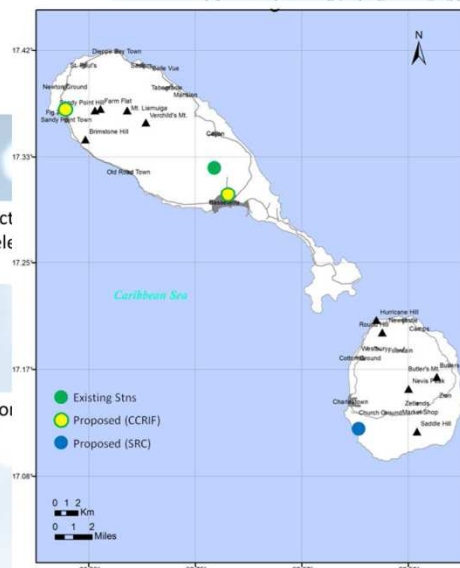 N
17.42
17.33
17.25
17.17
17.08
Dieppe Bay Town
St. Paul's
Belle Vue
Tabernacle
Mansion
Newton Ground
Sandy Point Hill
Farm Flat
Mt. Liamuiga
Verchild's Mt.
Sandy Point Town
Brimstone Hill
Cayon
Old Road Town
Basseterre
Caribbean Sea
Hurricane Hill
Newcastle
Round Hill
Camps
Westbury
Fountain
Cotton Ground
Butler's Mt.
Nevis Peak
Zion
Charlestown
Zetlands
Church Ground
Market Shop
Saddle Hill
Existing Stns
Proposed (CCRIF)
Proposed (SRC)
0 1 2
Km
0 1 2
Miles